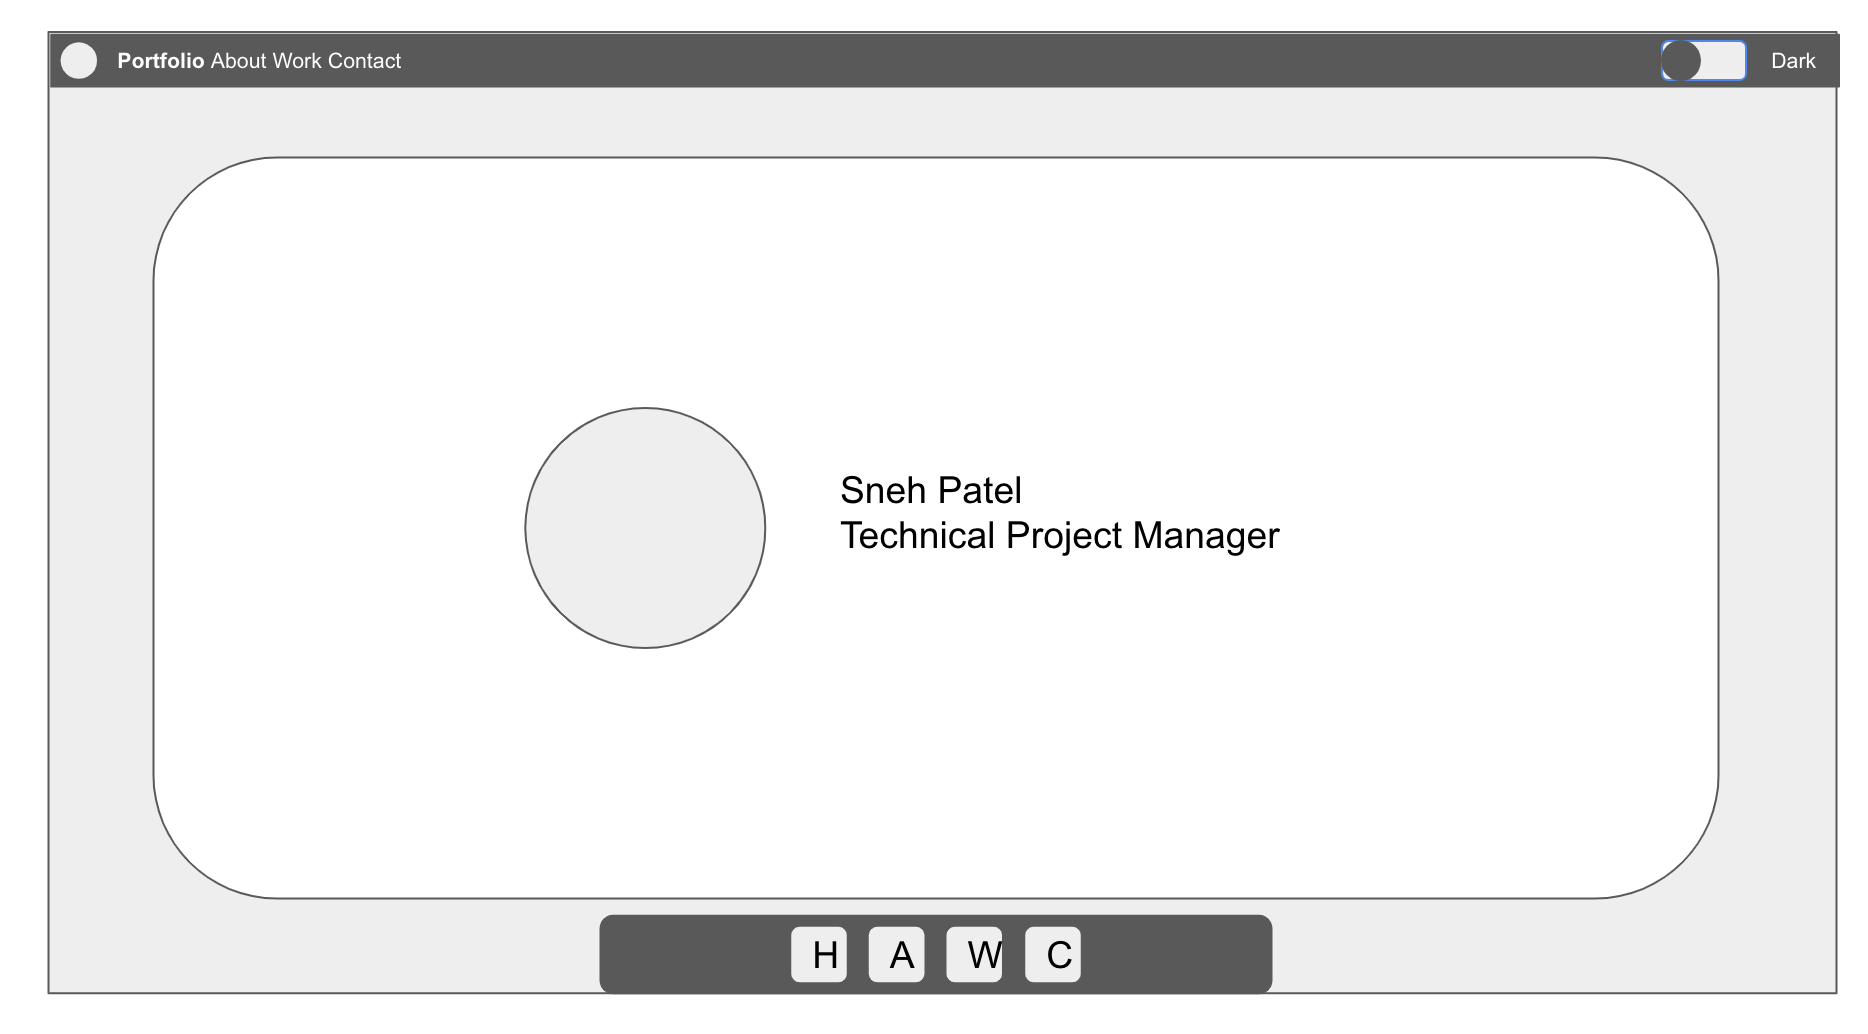 Portfolio About Work Contact
Dark
Sneh Patel
Technical Project Manager
H A W C